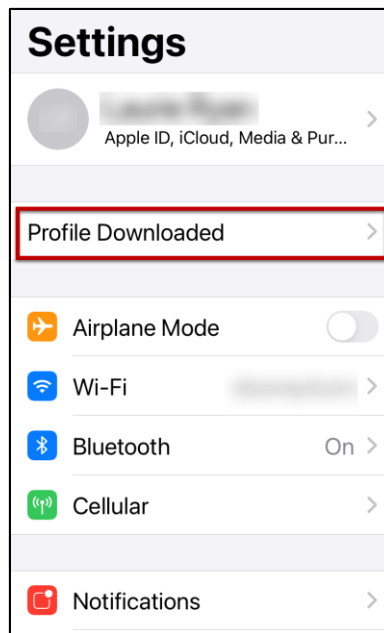 Settings
Apple ID, iCloud, Media & Pur...
Profile Downloaded
Airplane Mode
Wi-Fi
Bluetooth On
Cellular
Notifications